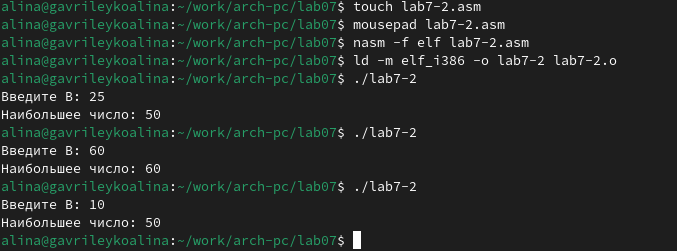 alina@gavrileykoalina:~/work/arch-pc/lab07$ touch lab7-2.asm
alina@gavrileykoalina:~/work/arch-pc/lab07$ mousepad lab7-2.asm
alina@gavrileykoalina:~/work/arch-pc/lab07$ nasm -f elf lab7-2.asm
alina@gavrileykoalina:~/work/arch-pc/lab07$ ld -m elf_i386 -o lab7-2 lab7-2.o
alina@gavrileykoalina:~/work/arch-pc/lab07$ ./lab7-2
Введите В: 25
Наибольшее число: 50
alina@gavrileykoalina:~/work/arch-pc/lab07$ ./lab7-2
Введите В: 60
Наибольшее число: 60
alina@gavrileykoalina:~/work/arch-pc/lab07$ ./lab7-2
Введите В: 10
Наибольшее число: 50
alina@gavrileykoalina:~/work/arch-pc/lab07$